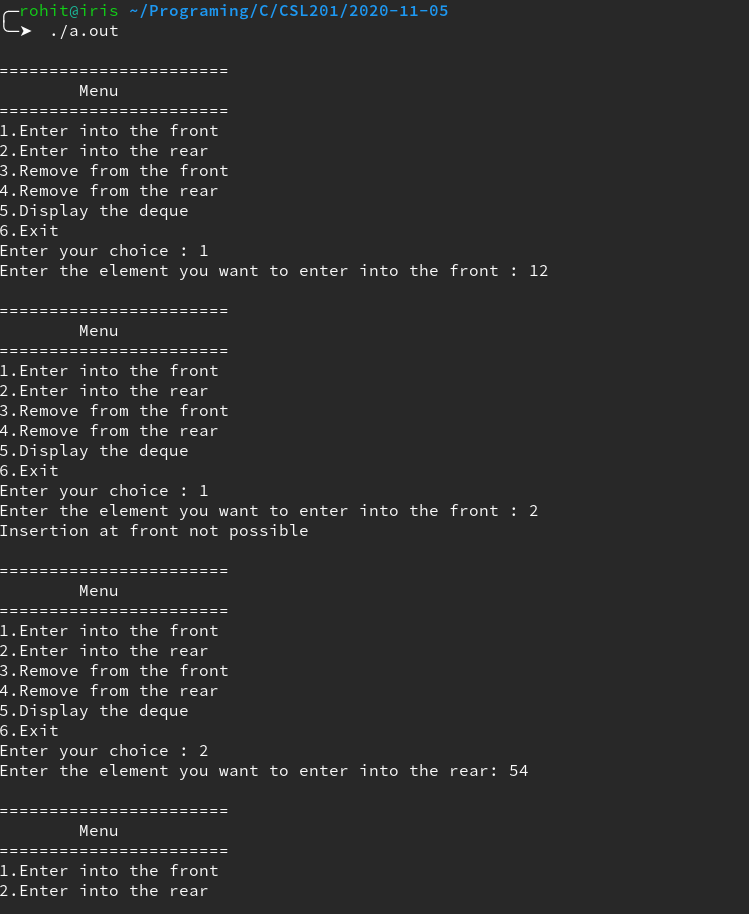 rohit@iris ~/Programing/C/CSL201/2020-11-05
./a.out
=======================
Menu
=======================
1.Enter into the front
2.Enter into the rear
3.Remove from the front
4.Remove from the rear
5.Display the deque
6.Exit
Enter your choice : 1
Enter the element you want to enter into the front : 12
=======================
Menu
=======================
1.Enter into the front
2.Enter into the rear
3.Remove from the front
4.Remove from the rear
5.Display the deque
6.Exit
Enter your choice : 1
Enter the element you want to enter into the front : 2
Insertion at front not possible
=======================
Menu
=======================
1.Enter into the front
2.Enter into the rear
3.Remove from the front
4.Remove from the rear
5.Display the deque
6.Exit
Enter your choice : 2
Enter the element you want to enter into the rear: 54
=======================
Menu
=======================
1.Enter into the front
2.Enter into the rear